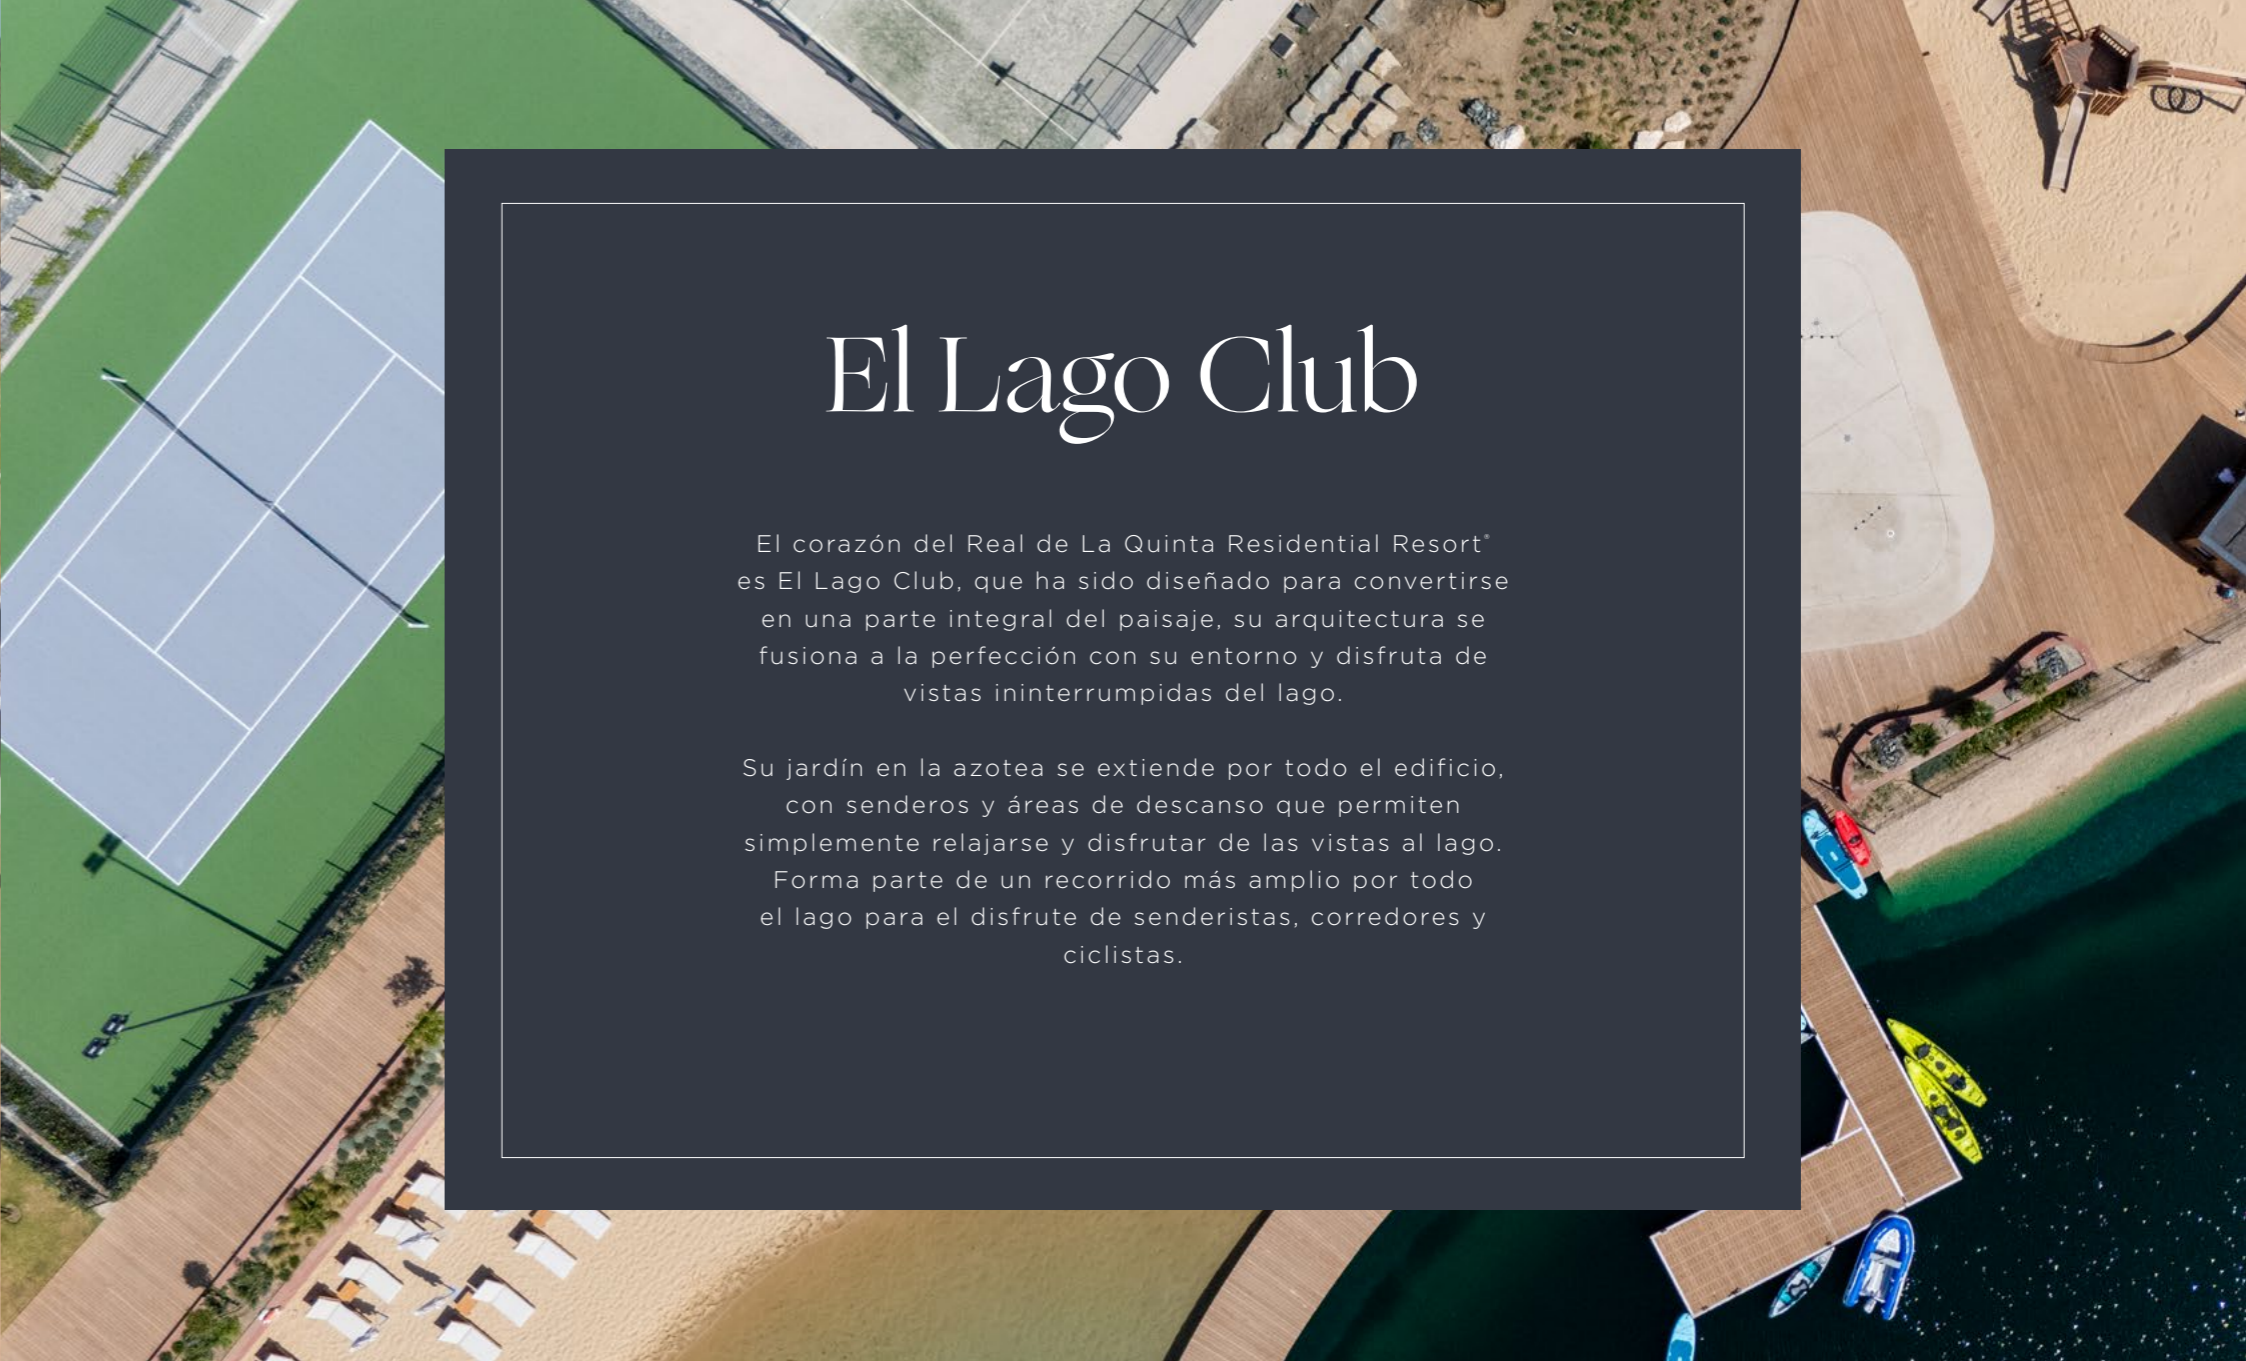 El Lago Club
El corazón del Real de La Quinta Residential Resort®
es El Lago Club, que ha sido diseñado para convertirse
en una parte integral del paisaje, su arquitectura se
fusiona a la perfección con su entorno y disfruta de
vistas ininterrumpidas del lago.
Su jardín en la azotea se extiende por todo el edificio,
con senderos y áreas de descanso que permiten
simplemente relajarse y disfrutar de las vistas al lago.
Forma parte de un recorrido más amplio por todo
el lago para el disfrute de senderistas, corredores y
ciclistas.